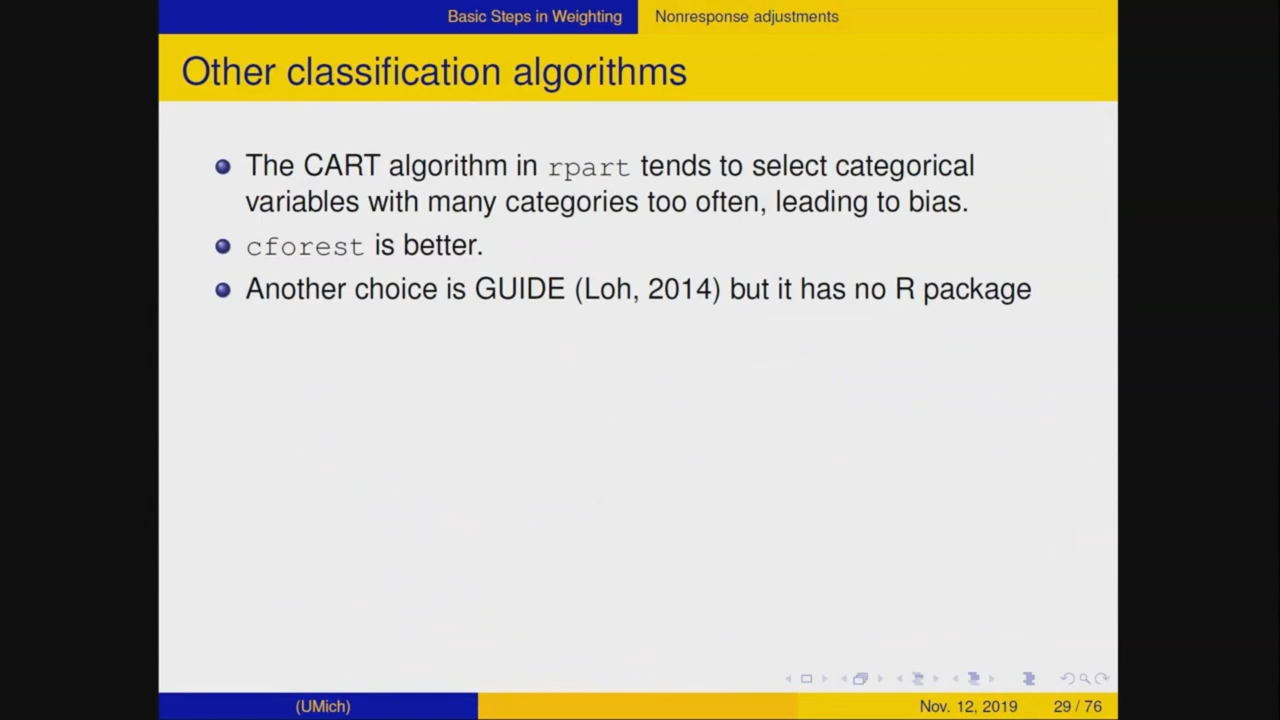 Basic Steps in Weighting Nonresponse adjustments
Other classification algorithms
The CART algorithm in rpart tends to select categorical
variables with many categories too often, leading to bias.
cforest is better.
Another choice is GUIDE (Loh, 2014) but it has no R package
(UMich) Nov. 12, 2019 29 / 76